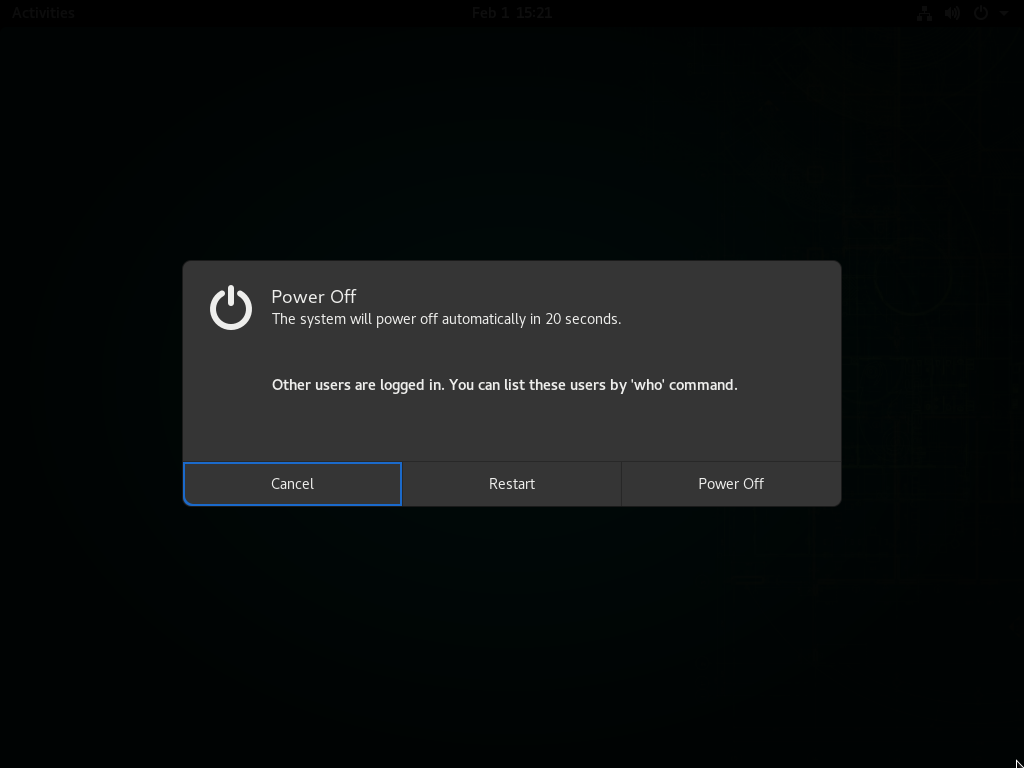 Activities
Feb 1 15:21
Power Off
The system will power off automatically in 20 seconds.
Other users are logged in. You can list these users by 'who' command.
Cancel
Restart
Power Off